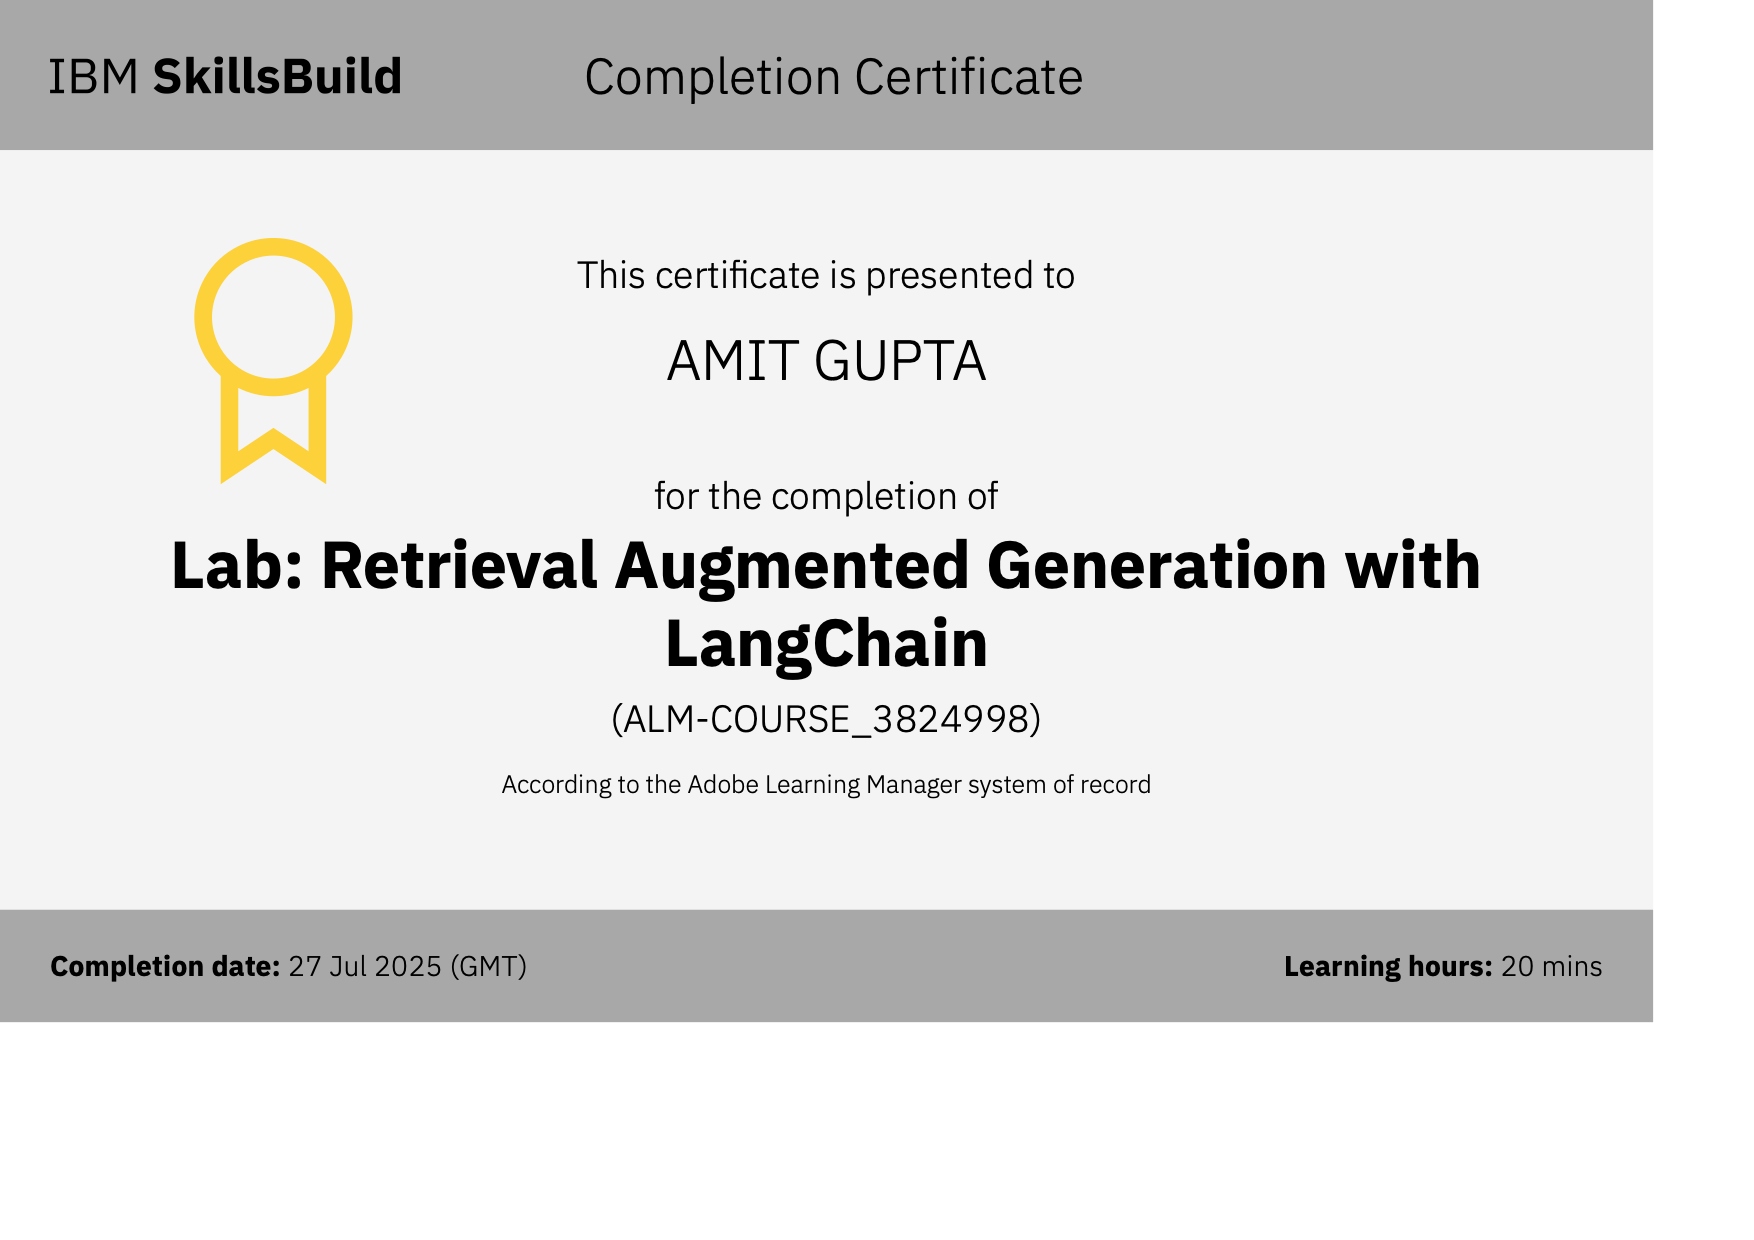 IBM SkillsBuild
Completion Certificate
This certificate is presented to
AMIT GUPTA
for the completion of
Lab: Retrieval Augmented Generation with
LangChain
(ALM-COURSE_3824998)
According to the Adobe Learning Manager system of record
Completion date: 27 Jul 2025 (GMT)
Learning hours: 20 mins